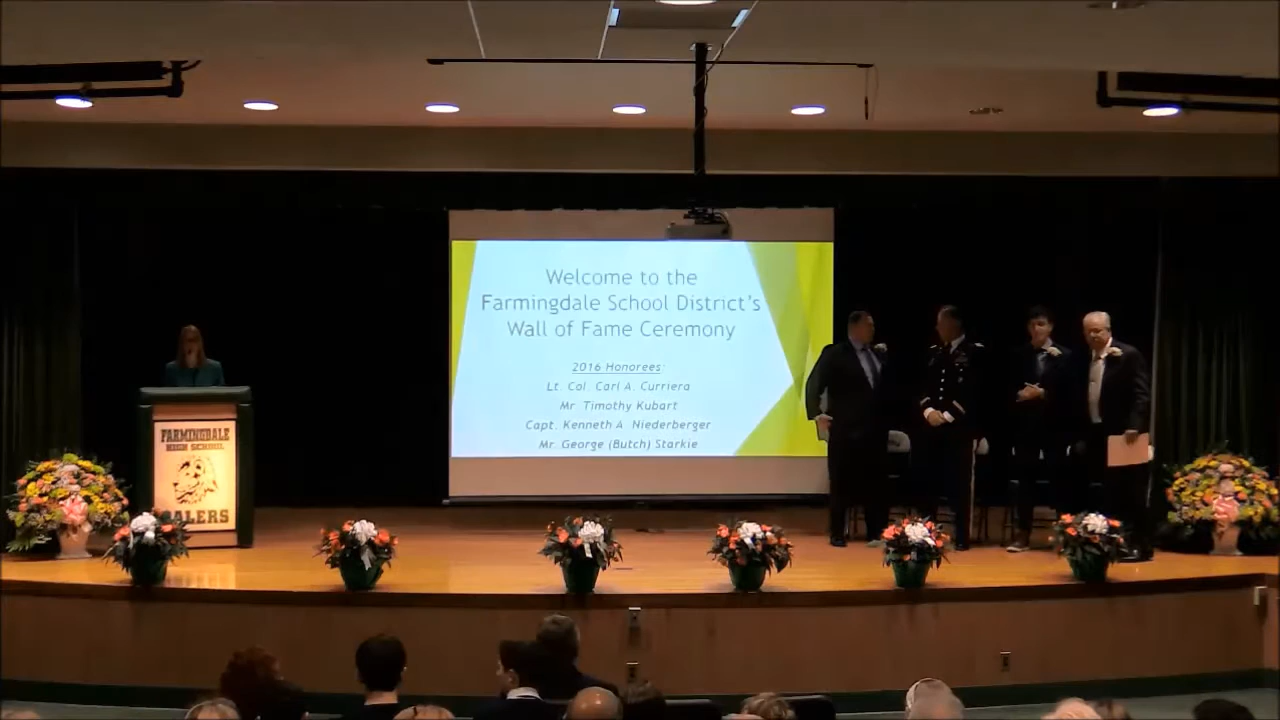 Welcome to the
Farmingdale School District's
Wall of Fame Ceremony
2016 Honorees:
Lt. Col. Carl A. Curriera
Mr. Timothy Kubart
Capt. Kenneth A. Niederberger
Mr. George (Butch) Starkie
FARMINGDALE
HIGH SCHOOL